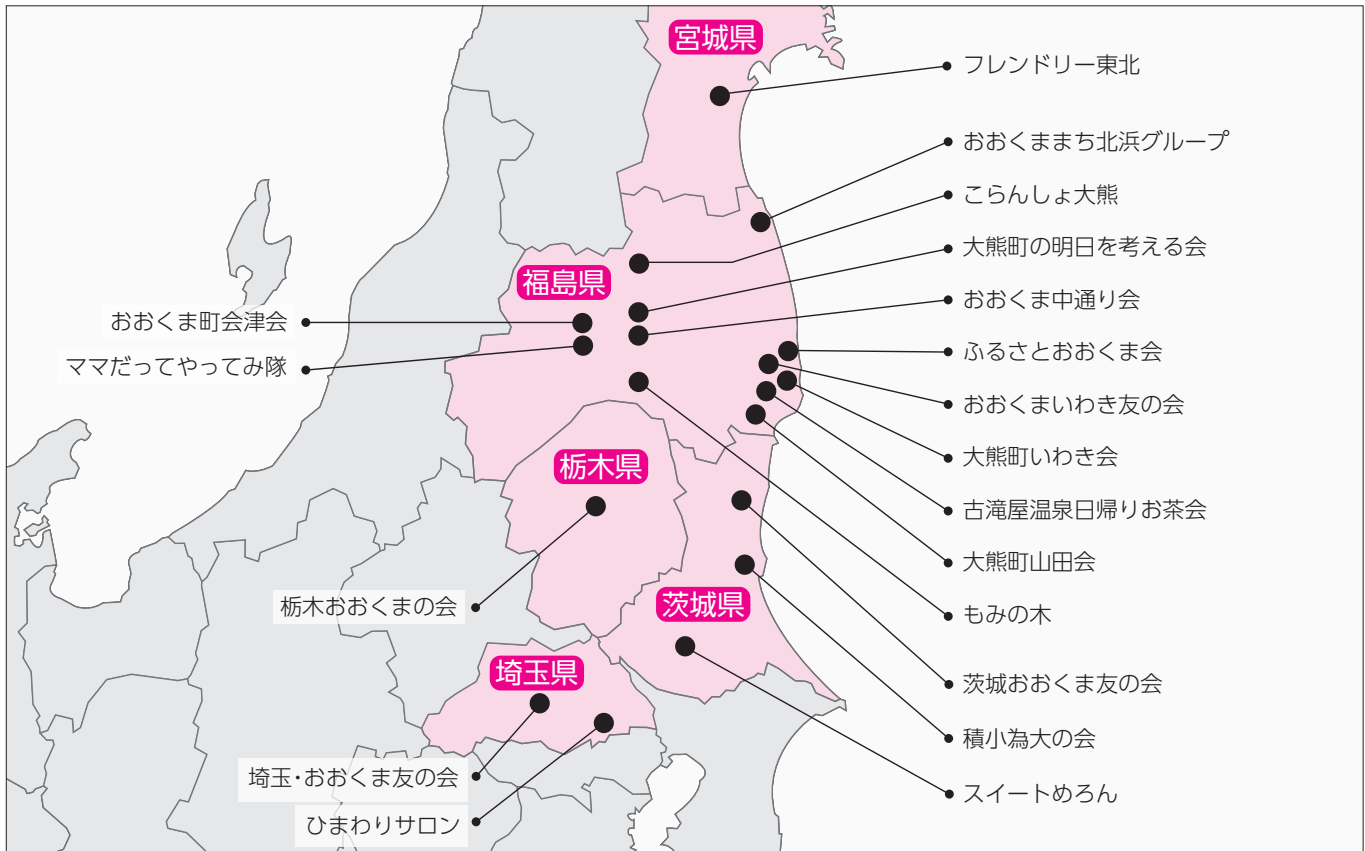 宮城県
フレンドリー東北
おおくままち北浜グループ
こらんしょ大熊
大熊町の明日を考える会
福島県
おおくま中通り会
おおくま町会津会
ふるさとおおくま会
ママだってやってみ隊
おおくまいわき友の会
大熊町いわき会
栃木県
古滝屋温泉日帰りお茶会
大熊町山田会
茨城県
栃木おおくまの会
もみの木
埼玉県
茨城おおくま友の会
積小為大の会
埼玉・おおくま友の会
スイートめろん
ひまわりサロン